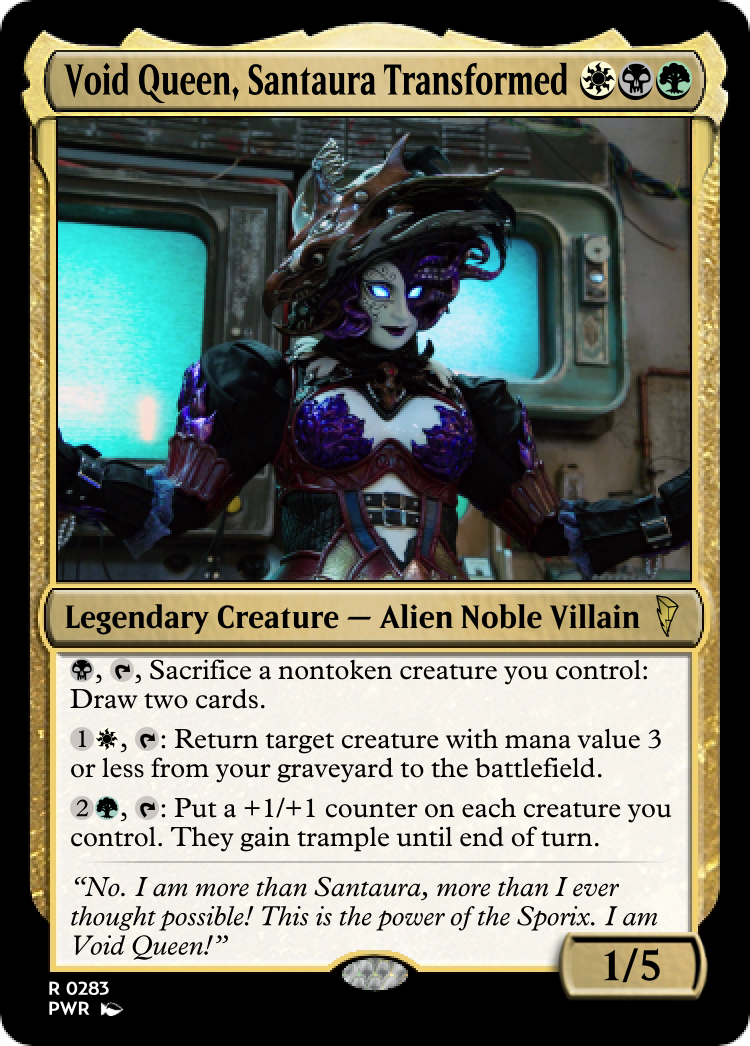 Void Queen, Santaura Transformed
Legendary Creature — Alien Noble Villain
, , Sacrifice a nontoken creature you control:
Draw two cards.
1, : Return target creature with mana value 3
or less from your graveyard to the battlefield.
2, : Put a +1/+1 counter on each creature you
control. They gain trample until end of turn.
“No. I am more than Santaura, more than I ever
thought possible! This is the power of the Sporix. I am
Void Queen!”
1/5
R 0283
PWR